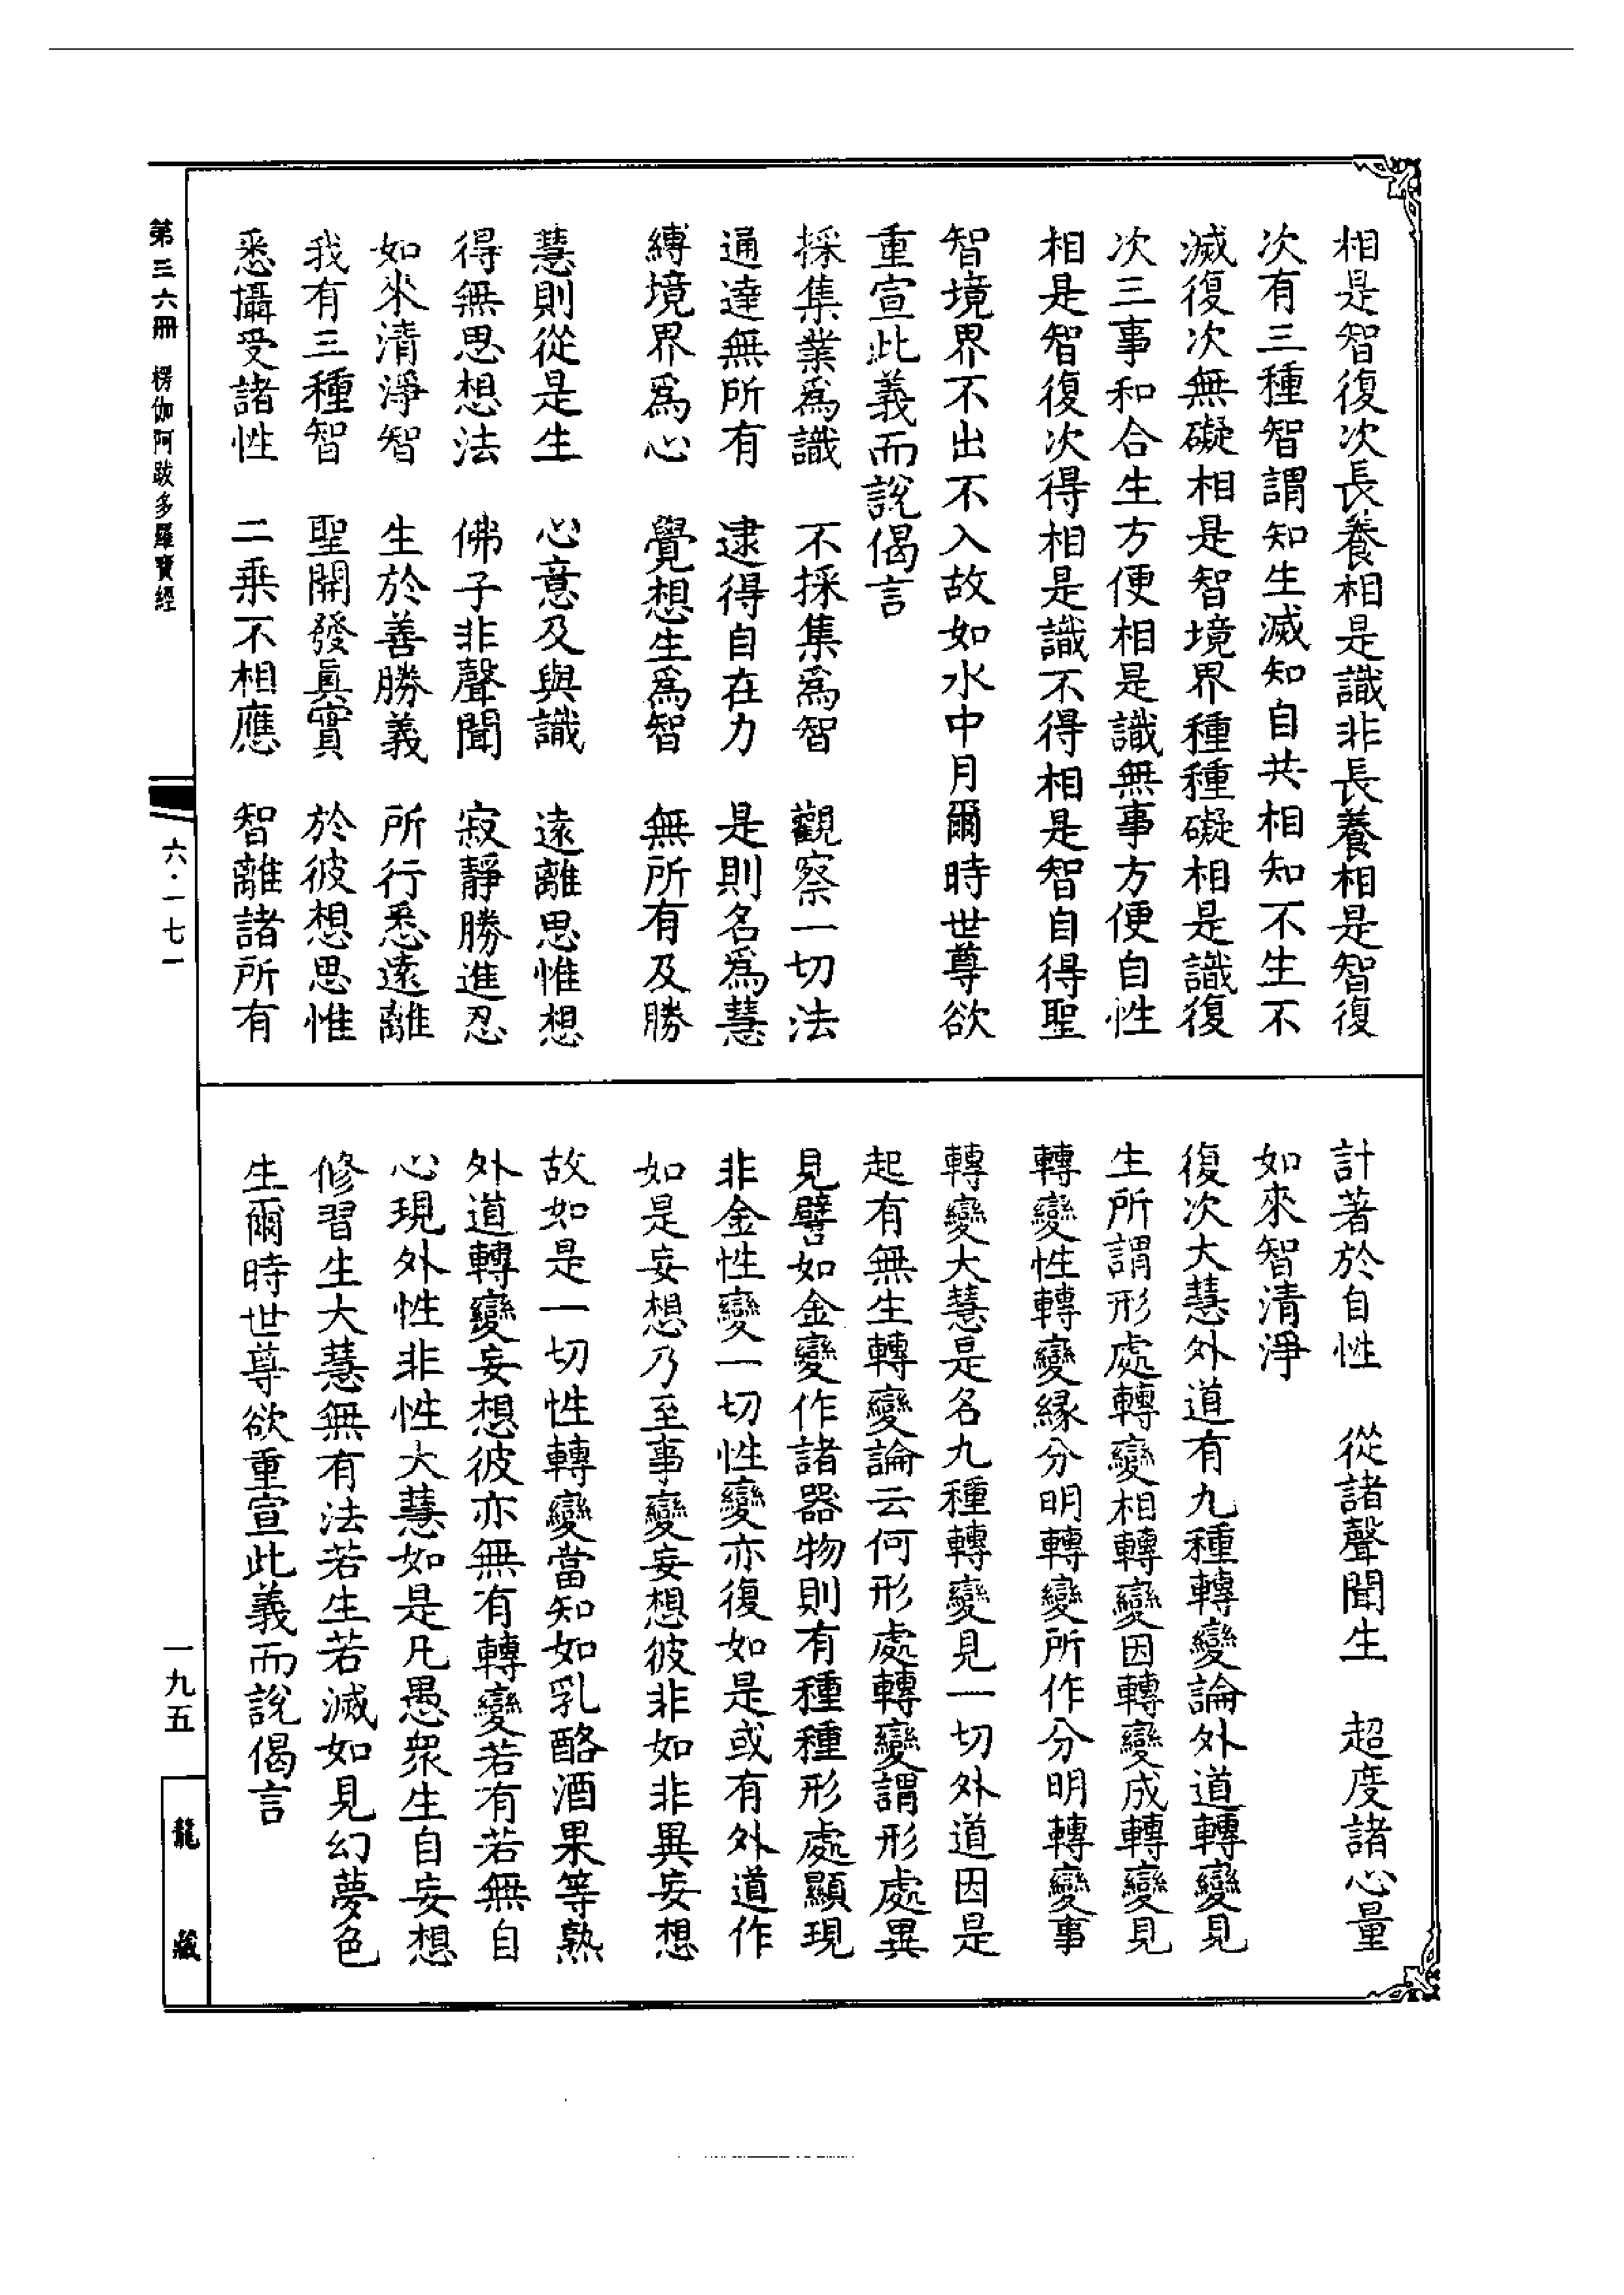 相是智復次長養相是識非長養相是智復
次有三種智謂知生滅知自共相知不生不
滅復次無礙相是智境界種種礙相是識復
次三事和合生方便相是識無事方便自性
相是智復次得相是識不得相是智自得聖
智境界不出不入故如水中月爾時世尊欲
重宣此義而說偈言
採集業爲識　不採集爲智　觀察一切法
通達無所有　逮得自在力　是則名爲慧
縛境界爲心　覺想生爲智　無所有及勝
慧則從是生　心意及與識　遠離思惟想
得無思想法　佛子非聲聞　寂靜勝進忍
如來清淨智　生於善勝義　所行悉遠離
我有三種智　聖開發真實　於彼想思惟
悉攝受諸性　二乘不相應　智離諸所有
計著於自性　從諸聲聞生　超度諸心量
如來智清淨
復次大慧外道有九種轉變論外道轉變見
生所謂形處轉變相轉變因轉變成轉變見
轉變性轉變緣分明轉變所作分明轉變事
轉變大慧是名九種轉變見一切外道因是
起有無生轉變論云何形處轉變謂形處異
見譬如金變作諸器物則有種種形處顯現
非金性變一切性變亦復如是或有外道作
如是妄想乃至事變妄想彼非如非異妄想
故如是一切性轉變當知如乳酪酒果等熟
外道轉變妄想彼亦無有轉變若有若無自
心現外性非性大慧如是凡愚眾生自妄想
修習生大慧無有法若生若滅如見幻夢色
生爾時世尊欲重宣此義而說偈言
第三六冊　楞伽阿跋多羅寶經
六·一七一
一九五
龍藏